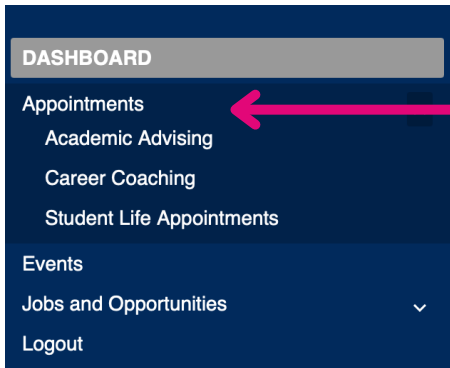 DASHBOARD
Appointments
Academic Advising
Career Coaching
Student Life Appointments
Events
Jobs and Opportunities
Logout